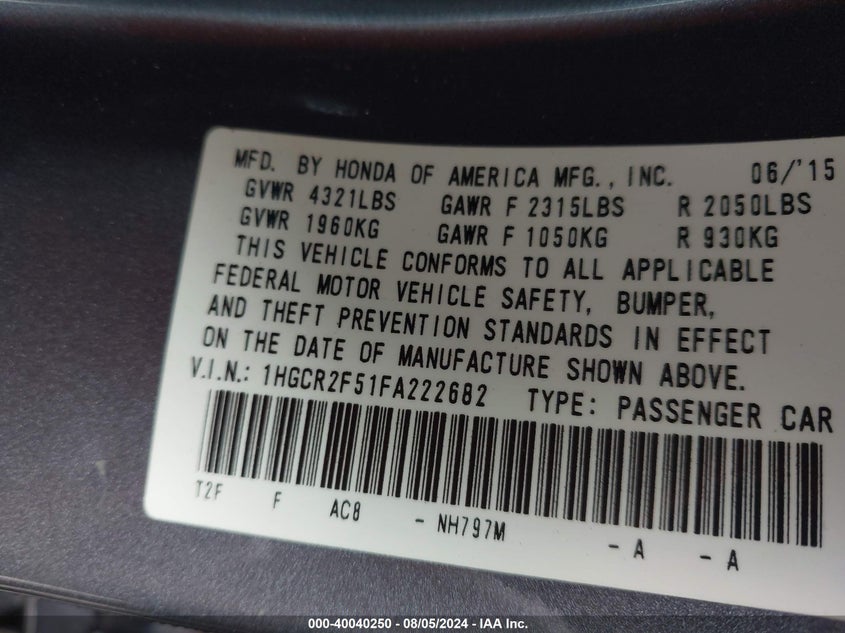 MFD. BY HONDA OF AMERICA MFG., INC. 06/'15
GVWR 4321LBS GAWR F 2315LBS R 2050LBS
GVWR 1960KG GAWR F 1050KG R 930KG
THIS VEHICLE CONFORMS TO ALL APPLICABLE
FEDERAL MOTOR VEHICLE SAFETY, BUMPER,
AND THEFT PREVENTION STANDARDS IN EFFECT
ON THE DATE OF MANUFACTURE SHOWN ABOVE.
V.I.N.: 1HGCR2F51FA222682 TYPE: PASSENGER CAR
T2F F AC8 - NH797M - A - A
000-40040250 - 08/05/2024 - IAA Inc.